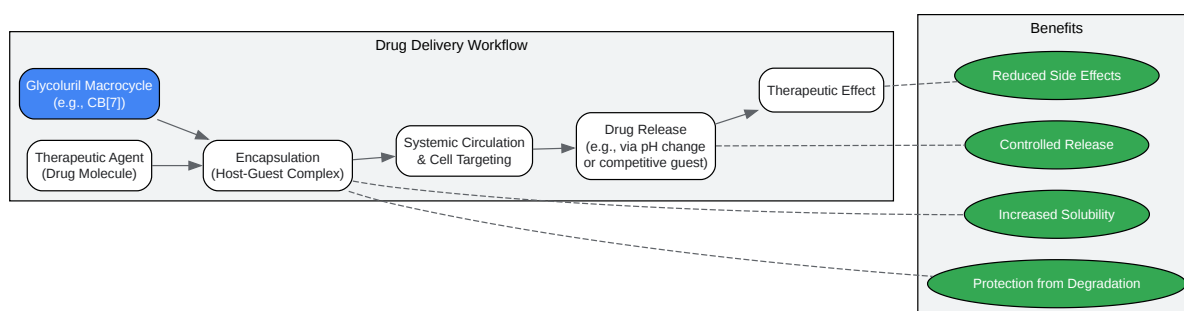 Drug Delivery Workflow
Glycoluril Macrocycle
(e.g., CB[7])
Therapeutic Agent
(Drug Molecule)
Encapsulation
(Host-Guest Complex)
Systemic Circulation
& Cell Targeting
Drug Release
(e.g., via pH change
or competitive guest)
Therapeutic Effect
Benefits
Reduced Side Effects
Controlled Release
Increased Solubility
Protection from Degradation